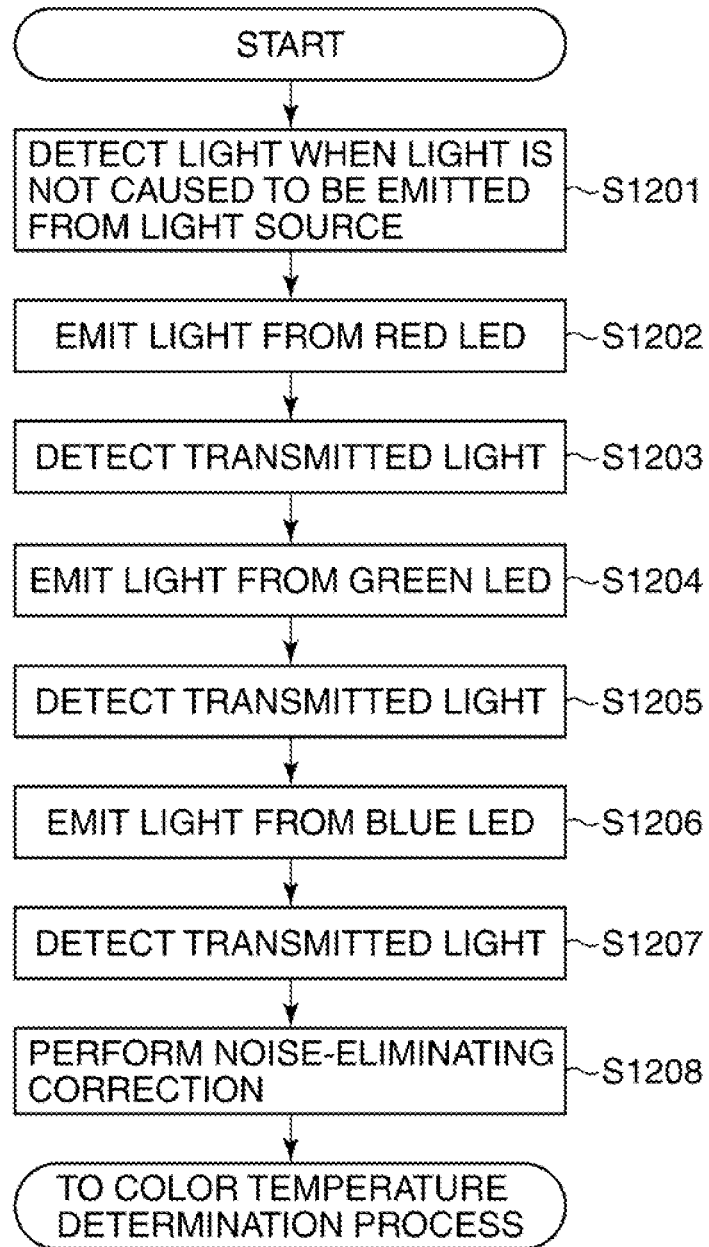 START
DETECT LIGHT WHEN LIGHT IS
NOT CAUSED TO BE EMITTED
FROM LIGHT SOURCE
S1201
EMIT LIGHT FROM RED LED
S1202
DETECT TRANSMITTED LIGHT
S1203
EMIT LIGHT FROM GREEN LED
S1204
DETECT TRANSMITTED LIGHT
S1205
EMIT LIGHT FROM BLUE LED
S1206
DETECT TRANSMITTED LIGHT
S1207
PERFORM NOISE-ELIMINATING
CORRECTION
S1208
TO COLOR TEMPERATURE
DETERMINATION PROCESS